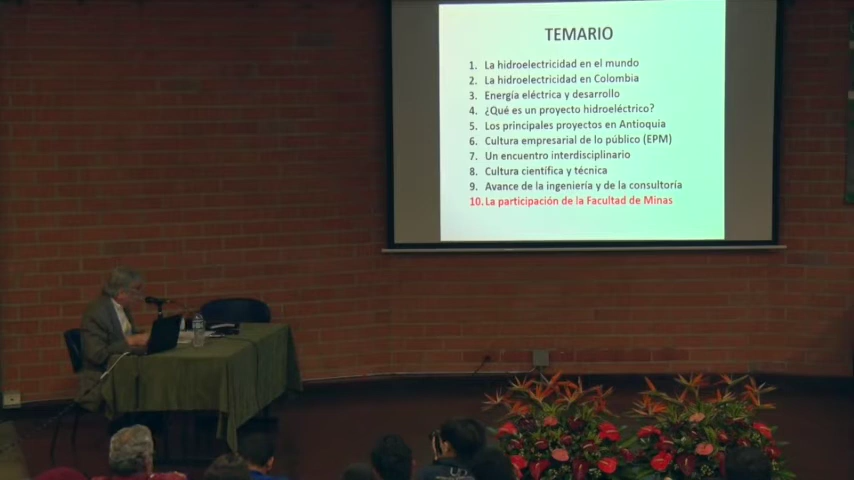 TEMARIO
1. La hidroelectricidad en el mundo
2. La hidroelectricidad en Colombia
3. Energía eléctrica y desarrollo
4. ¿Qué es un proyecto hidroeléctrico?
5. Los principales proyectos en Antioquia
6. Cultura empresarial de lo público (EPM)
7. Un encuentro interdisciplinario
8. Cultura científica y técnica
9. Avance de la ingeniería y de la consultoría
10. La participación de la Facultad de Minas